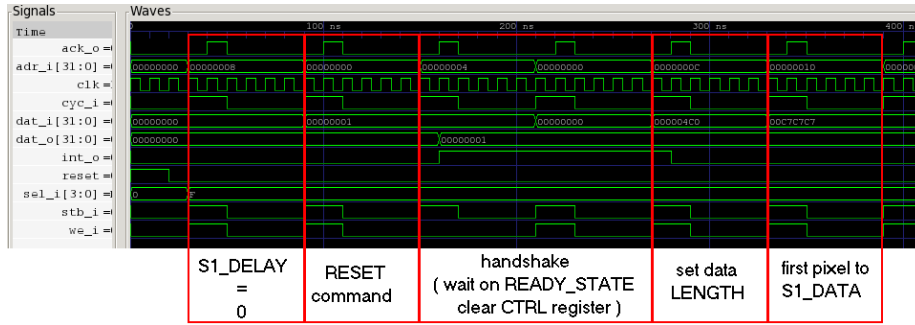 Signals
Waves
Time
100 ns
200 ns
300 ns
400 n
ack_o =
adr_i[31:0] =
00000000 00000008 00000000 00000004 00000000 0000000C 00000010
clk =
cyc_i =
dat_i[31:0] =
00000000 00000001 00000000 000004C0 00C7C7C7
dat_o[31:0] =
00000000 00000001
int_o =
reset =
sel_i[3:0] =
0 F
stb_i =
we_i =
S1_DELAY
=
0
RESET
command
handshake
( wait on READY_STATE
clear CTRL register )
set data
LENGTH
first pixel to
S1_DATA